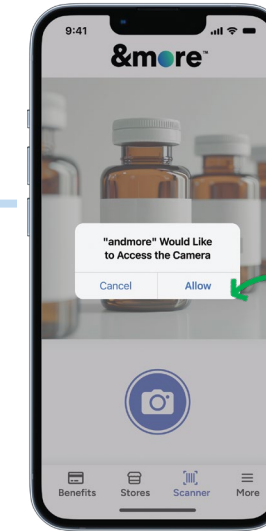 9:41
&more™
"andmore" Would Like
to Access the Camera
Cancel Allow
Benefits Stores Scanner More